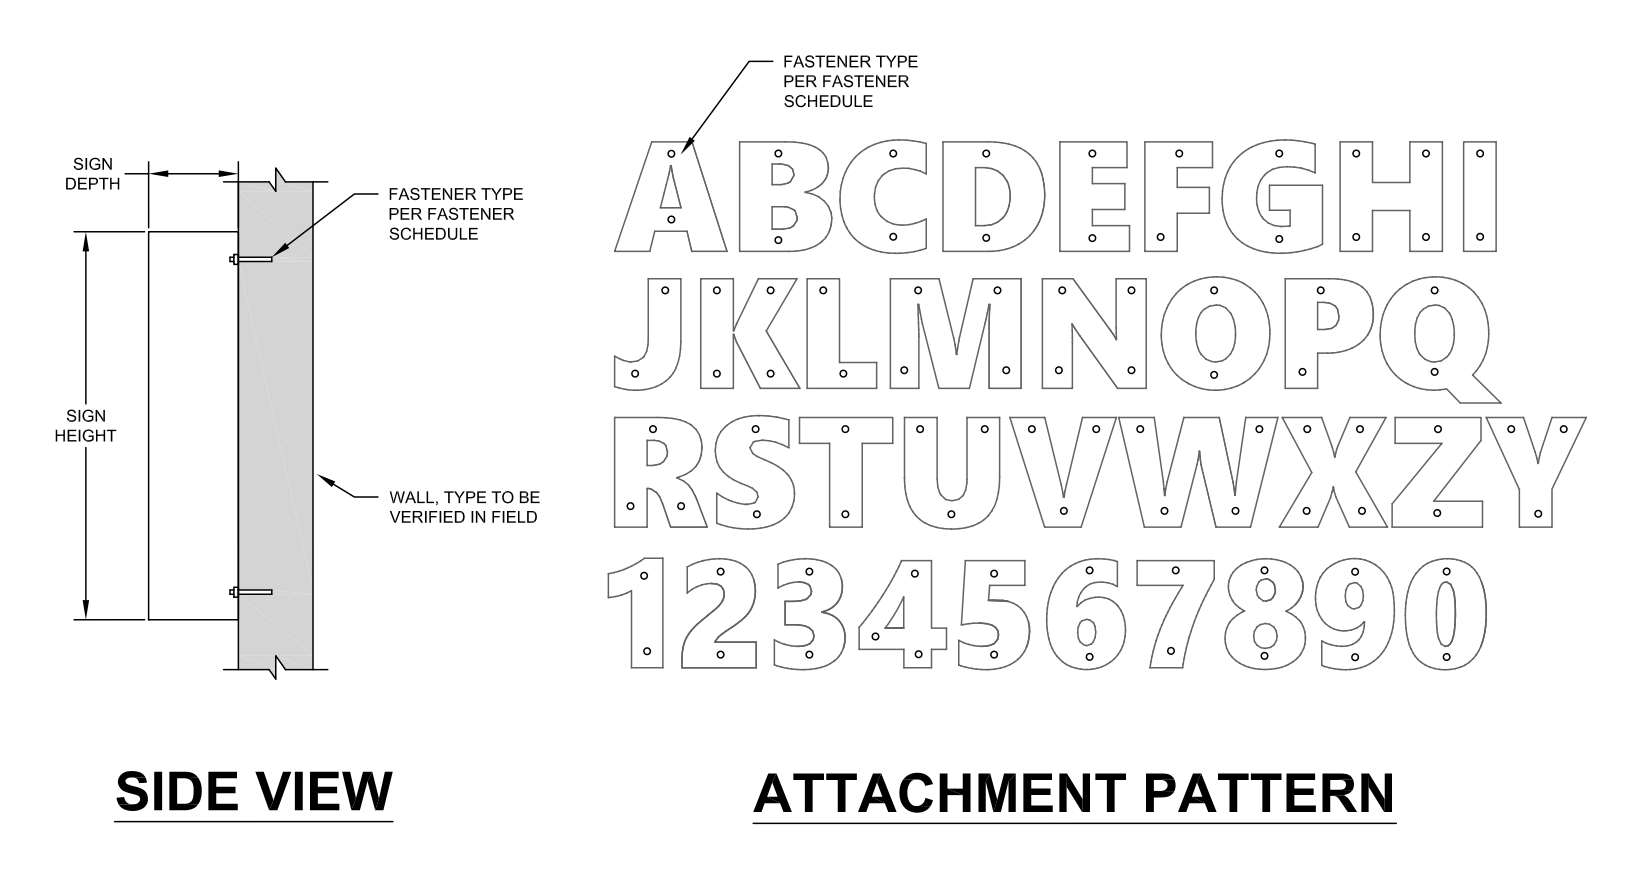 FASTENER TYPE
PER FASTENER
SCHEDULE
SIGN
DEPTH
FASTENER TYPE
PER FASTENER
SCHEDULE
SIGN
HEIGHT
WALL, TYPE TO BE
VERIFIED IN FIELD
ABCDEFGHI
JKLMNOPQ
RSTUVWXZY
1234567890
SIDE VIEW
ATTACHMENT PATTERN